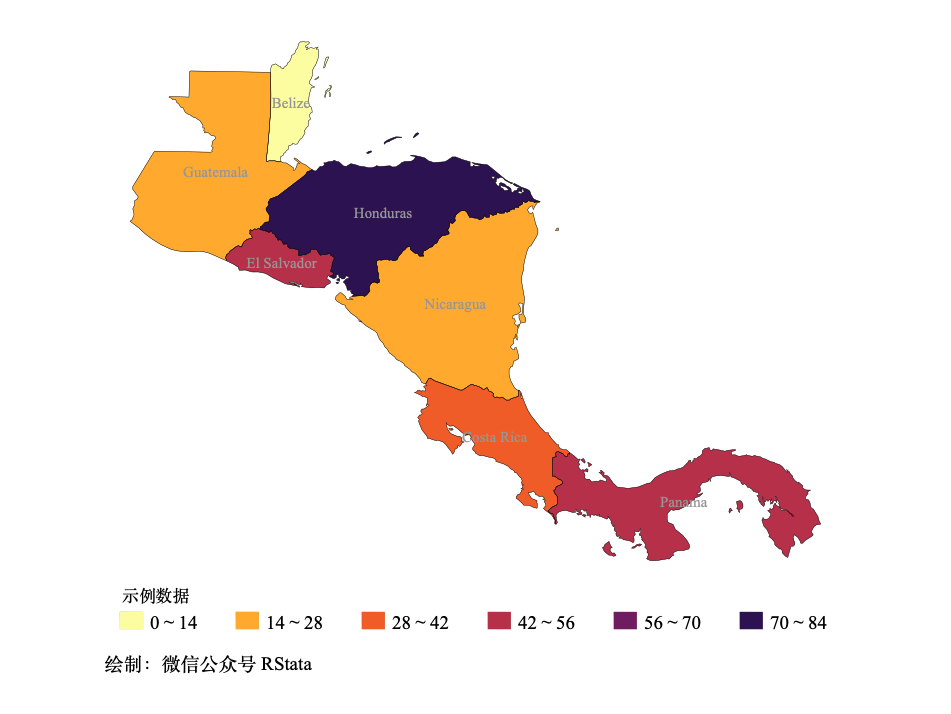 Belize
Guatemala
Honduras
El Salvador
Nicaragua
Costa Rica
Panama
示例数据
0 ~ 14 14 ~ 28 28 ~ 42 42 ~ 56 56 ~ 70 70 ~ 84
绘制：微信公众号 RStata